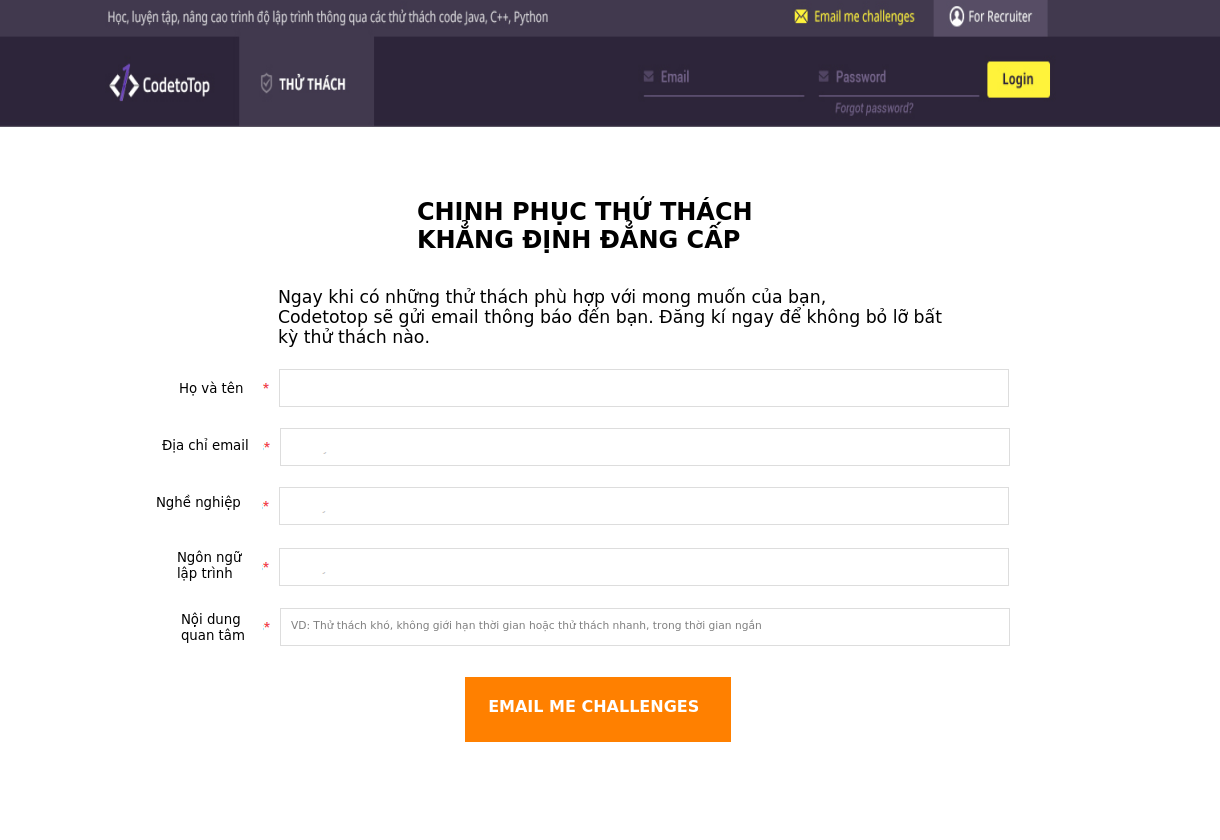 Học, luyện tập, nâng cao trình độ lập trình thông qua các thử thách code Java, C++, Python
Email me challenges
For Recruiter
CodetoTop
THỬ THÁCH
Email
Password
Login
Forgot password?
CHINH PHỤC THỨ THÁCH
KHẲNG ĐỊNH ĐẲNG CẤP
Ngay khi có những thử thách phù hợp với mong muốn của bạn,
Codetotop sẽ gửi email thông báo đến bạn. Đăng kí ngay để không bỏ lỡ bất
kỳ thử thách nào.
Họ và tên *
Địa chỉ email *
Nghề nghiệp *
Ngôn ngữ
lập trình *
Nội dung
quan tâm *
VD: Thử thách khó, không giới hạn thời gian hoặc thử thách nhanh, trong thời gian ngắn
EMAIL ME CHALLENGES